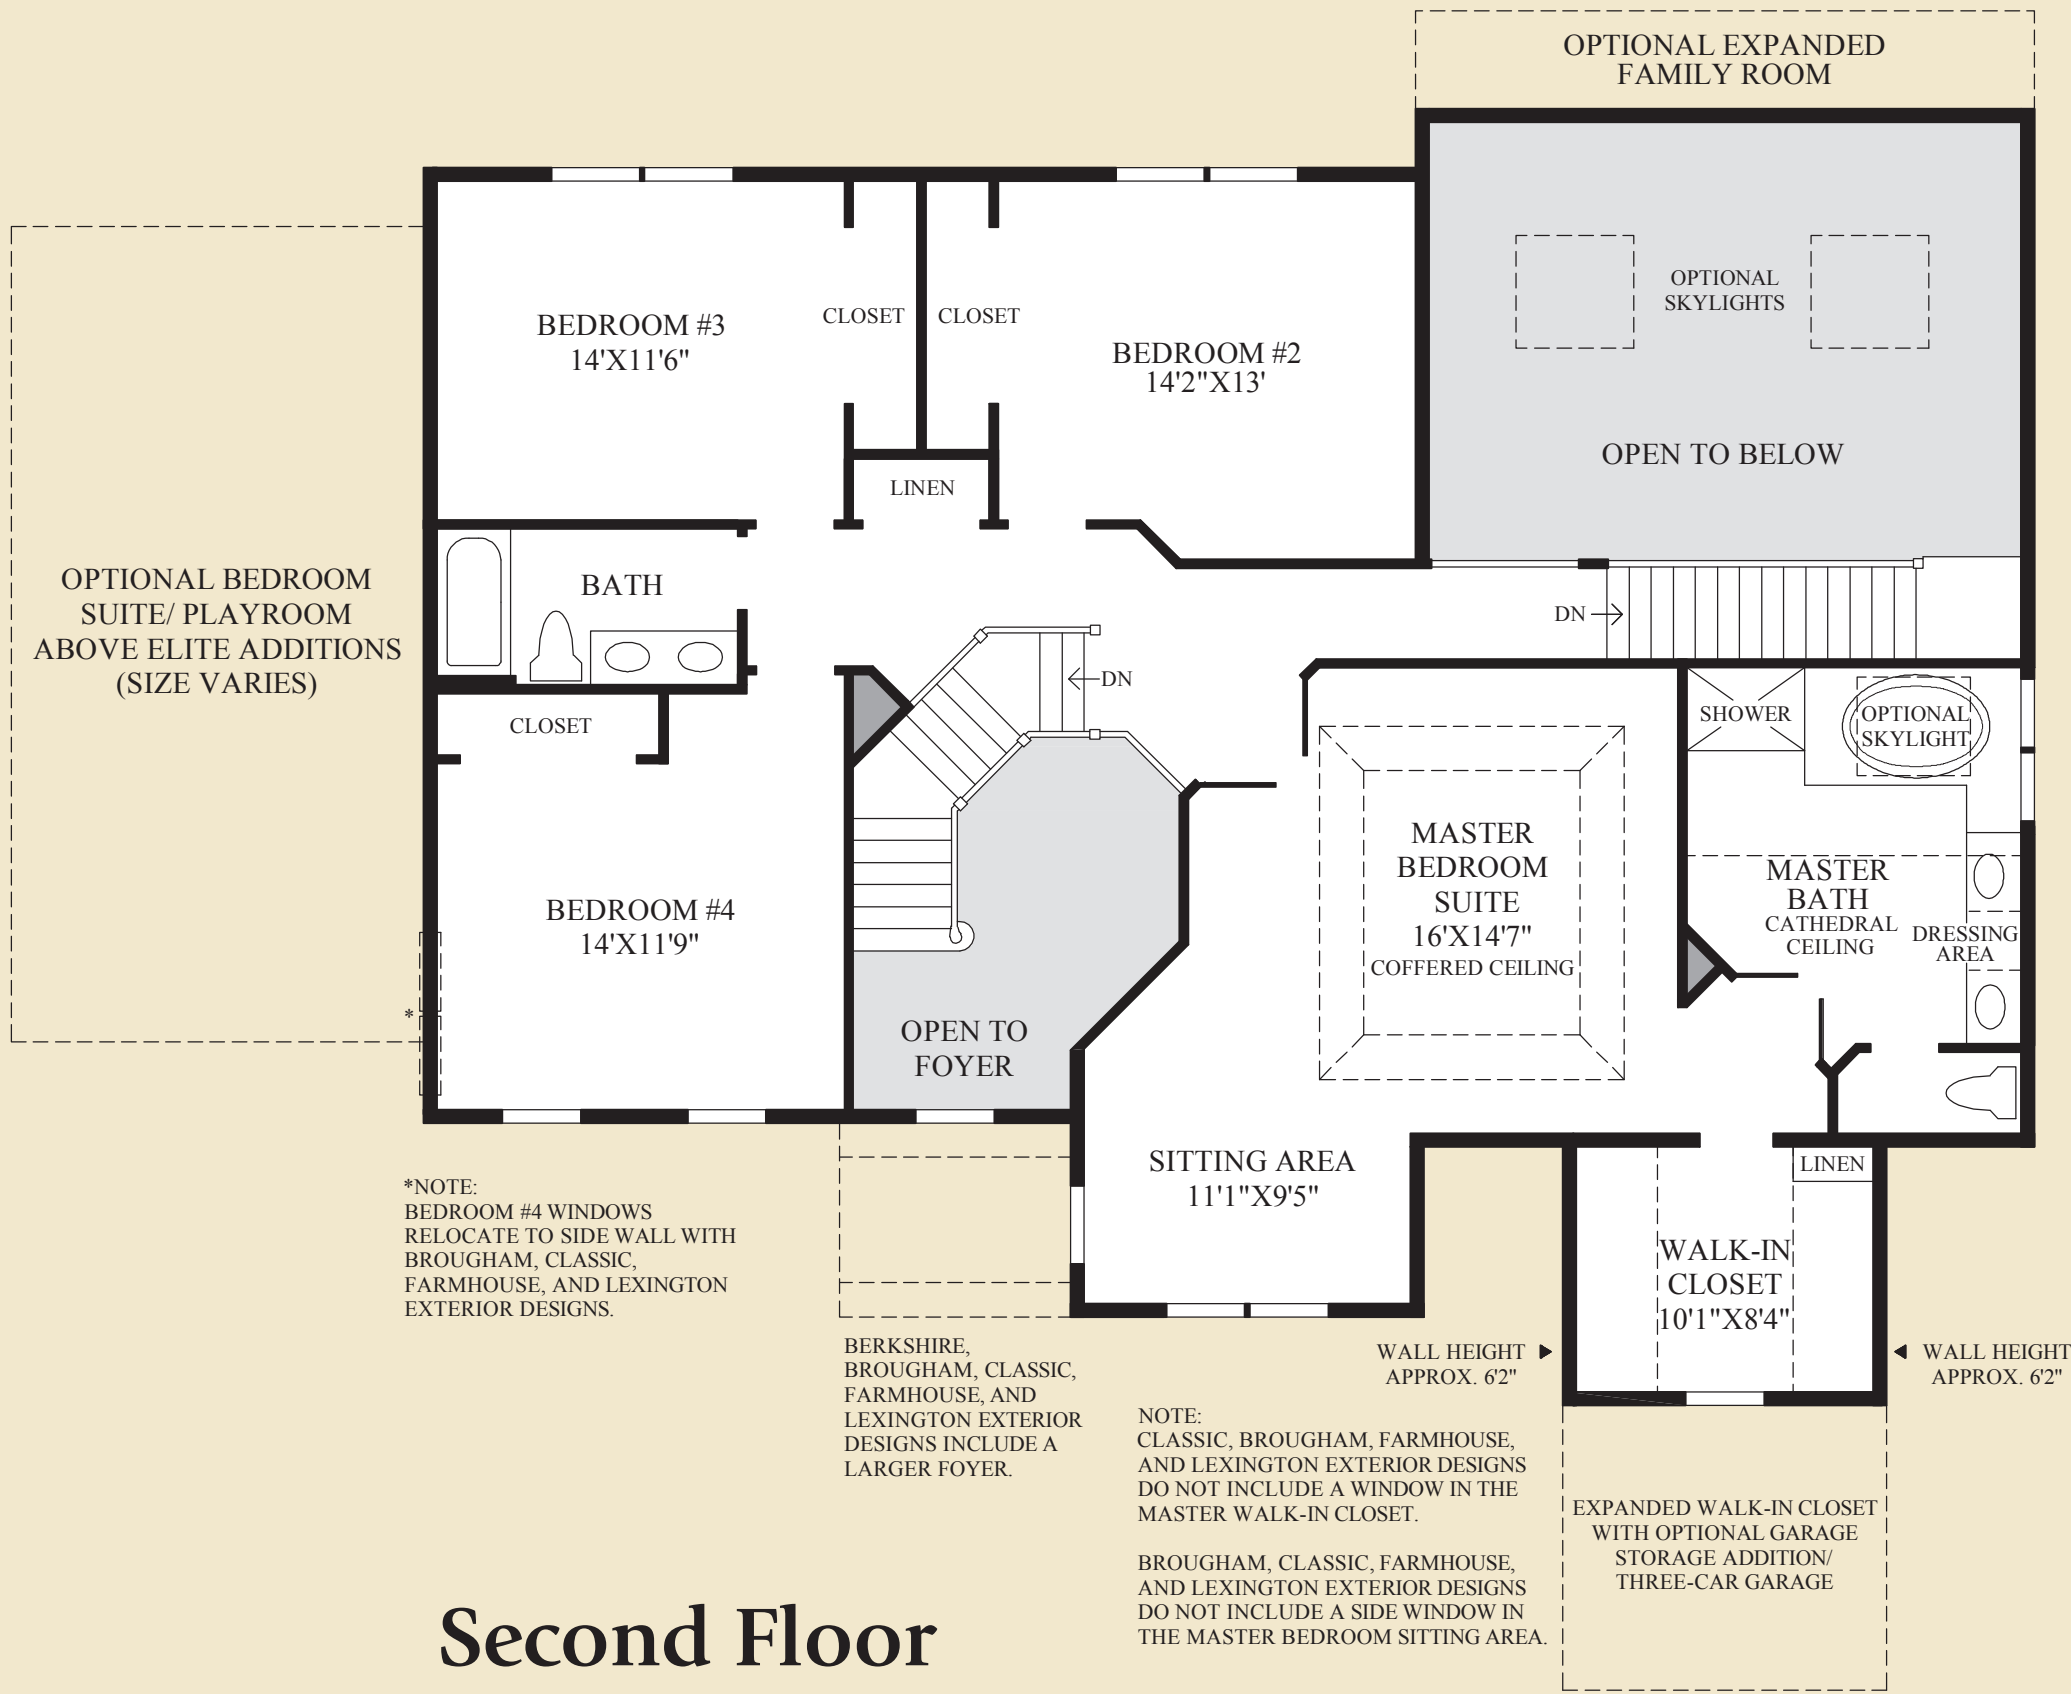 OPTIONAL EXPANDED
FAMILY ROOM
OPTIONAL
SKYLIGHTS
OPEN TO BELOW
BEDROOM #3
14'X11'6"
CLOSET
CLOSET
BEDROOM #2
14'2"X13'
LINEN
OPTIONAL BEDROOM
SUITE/ PLAYROOM
ABOVE ELITE ADDITIONS
(SIZE VARIES)
BATH
DN
DN
CLOSET
SHOWER
OPTIONAL
SKYLIGHT
BEDROOM #4
14'X11'9"
MASTER
BEDROOM
SUITE
16'X14'7"
COFFERED CEILING
MASTER
BATH
CATHEDRAL
CEILING
DRESSING
AREA
*
OPEN TO
FOYER
SITTING AREA
11'1"X9'5"
LINEN
WALK-IN
CLOSET
10'1"X8'4"
*NOTE:
BEDROOM #4 WINDOWS
RELOCATE TO SIDE WALL WITH
BROUGHAM, CLASSIC,
FARMHOUSE, AND LEXINGTON
EXTERIOR DESIGNS.
BERKSHIRE,
BROUGHAM, CLASSIC,
FARMHOUSE, AND
LEXINGTON EXTERIOR
DESIGNS INCLUDE A
LARGER FOYER.
WALL HEIGHT
APPROX. 6'2"
WALL HEIGHT
APPROX. 6'2"
NOTE:
CLASSIC, BROUGHAM, FARMHOUSE,
AND LEXINGTON EXTERIOR DESIGNS
DO NOT INCLUDE A WINDOW IN THE
MASTER WALK-IN CLOSET.
BROUGHAM, CLASSIC, FARMHOUSE,
AND LEXINGTON EXTERIOR DESIGNS
DO NOT INCLUDE A SIDE WINDOW IN
THE MASTER BEDROOM SITTING AREA.
EXPANDED WALK-IN CLOSET
WITH OPTIONAL GARAGE
STORAGE ADDITION/
THREE-CAR GARAGE
Second Floor